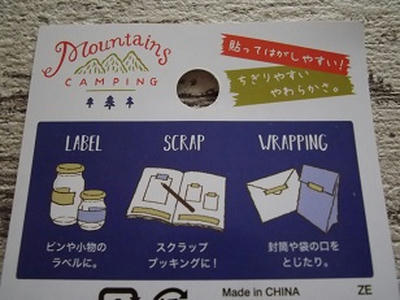 Mountains
CAMPING
貼ってはがしやすい!
ちぎりやすい
やわらかさ。
LABEL
SCRAP
WRAPPING
ビンや小物の
ラベルに。
スクラップ
ブッキングに!
封筒や袋の口を
とじたり。
Made in CHINA
ZE